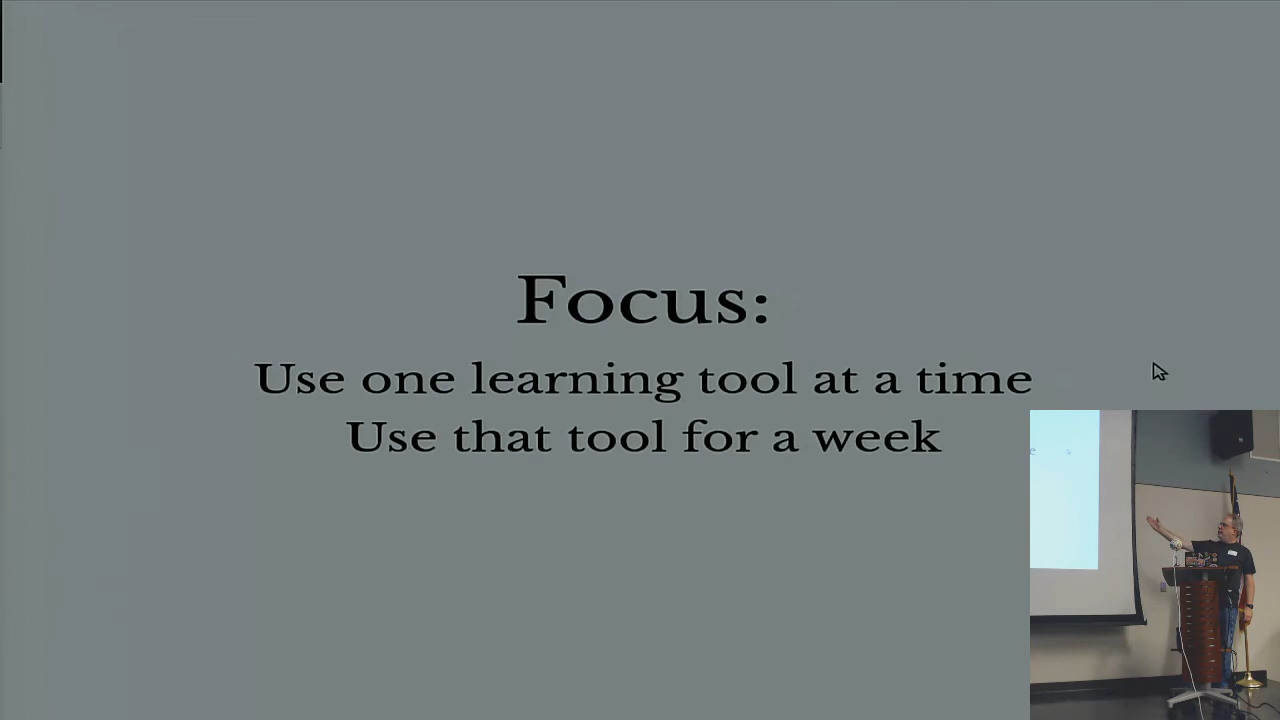 Focus:
Use one learning tool at a time
Use that tool for a week